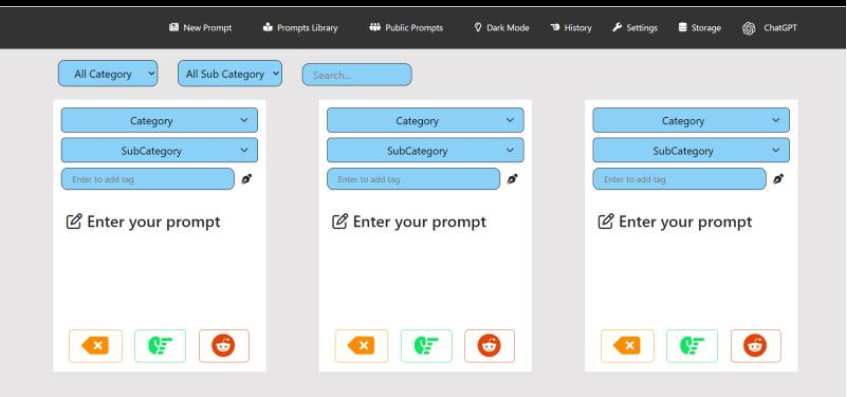 New Prompt Prompts Library Public Prompts Dark Mode History Settings Storage ChatGPT
All Category All Sub Category Search...
Category Category Category
SubCategory SubCategory SubCategory
Enter to add tag Enter to add tag Enter to add tag
Enter your prompt Enter your prompt Enter your prompt